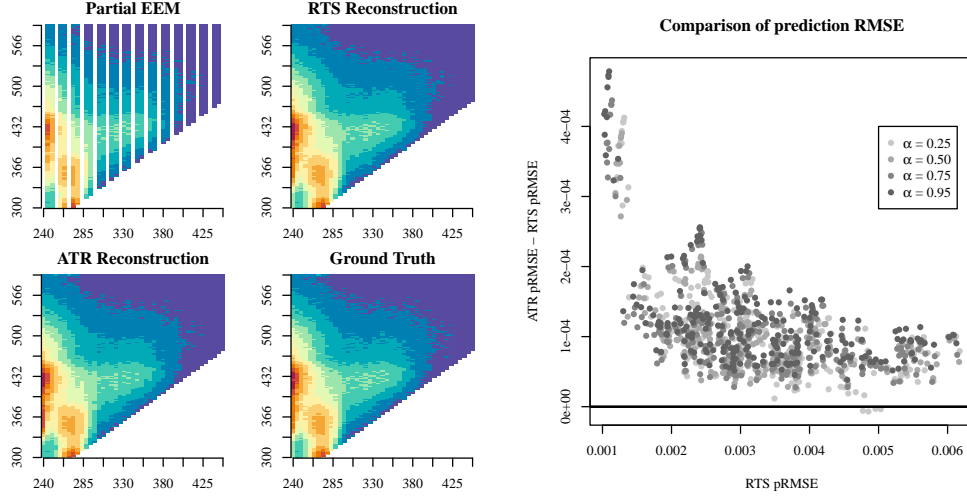 Partial EEM
300 366 432 500 566
240 285 330 380 425
RTS Reconstruction
300 366 432 500 566
240 285 330 380 425
ATR Reconstruction
300 366 432 500 566
240 285 330 380 425
Ground Truth
300 366 432 500 566
240 285 330 380 425
Comparison of prediction RMSE
ATR pRMSE − RTS pRMSE
0e+00 1e−04 2e−04 3e−04 4e−04
α = 0.25
α = 0.50
α = 0.75
α = 0.95
0.001 0.002 0.003 0.004 0.005 0.006
RTS pRMSE